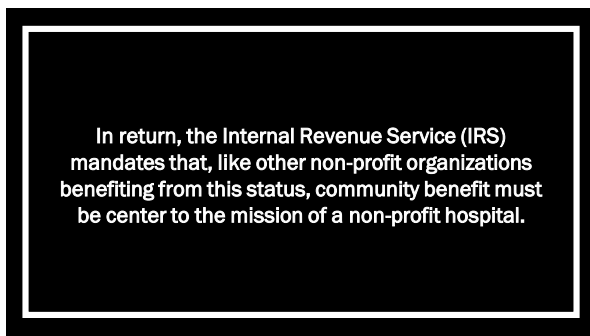 In return, the Internal Revenue Service (IRS)
mandates that, like other non-profit organizations
benefiting from this status, community benefit must
be center to the mission of a non-profit hospital.